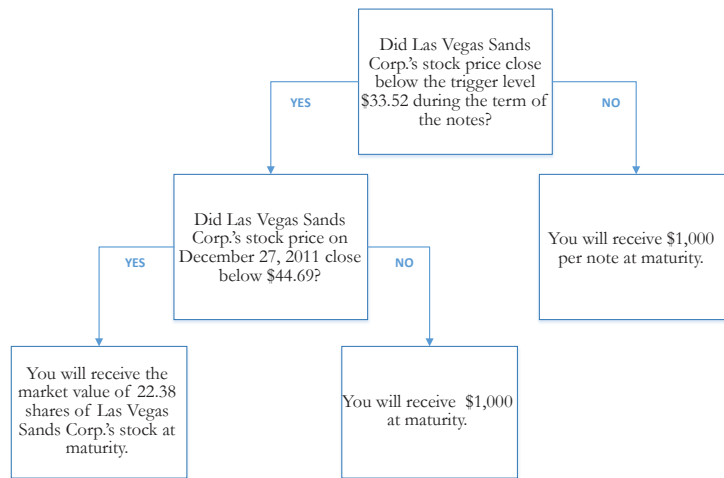 Did Las Vegas Sands
Corp.'s stock price close
below the trigger level
$33.52 during the term of
the notes?
YES
NO
Did Las Vegas Sands
Corp.'s stock price on
December 27, 2011 close
below $44.69?
You will receive $1,000
per note at maturity.
YES
NO
You will receive the
market value of 22.38
shares of Las Vegas
Sands Corp.'s stock at
maturity.
You will receive $1,000
at maturity.